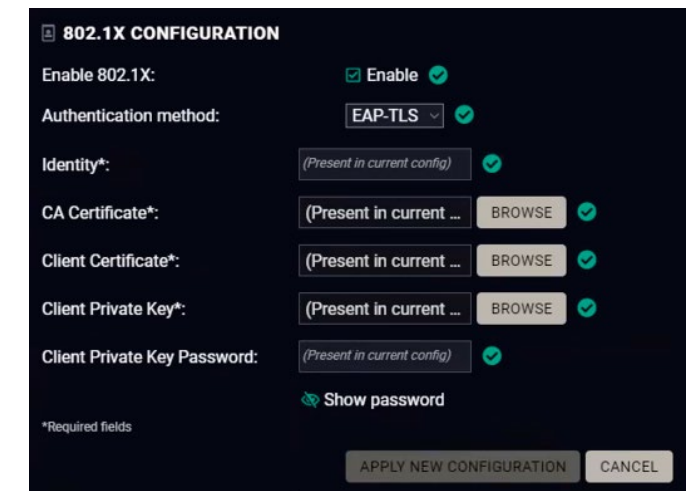 802.1X CONFIGURATION
Enable 802.1X: Enable
Authentication method: EAP-TLS
Identity*: (Present in current config)
CA Certificate*: (Present in current ... BROWSE
Client Certificate*: (Present in current ... BROWSE
Client Private Key*: (Present in current ... BROWSE
Client Private Key Password: (Present in current config)
Show password
*Required fields
APPLY NEW CONFIGURATION CANCEL